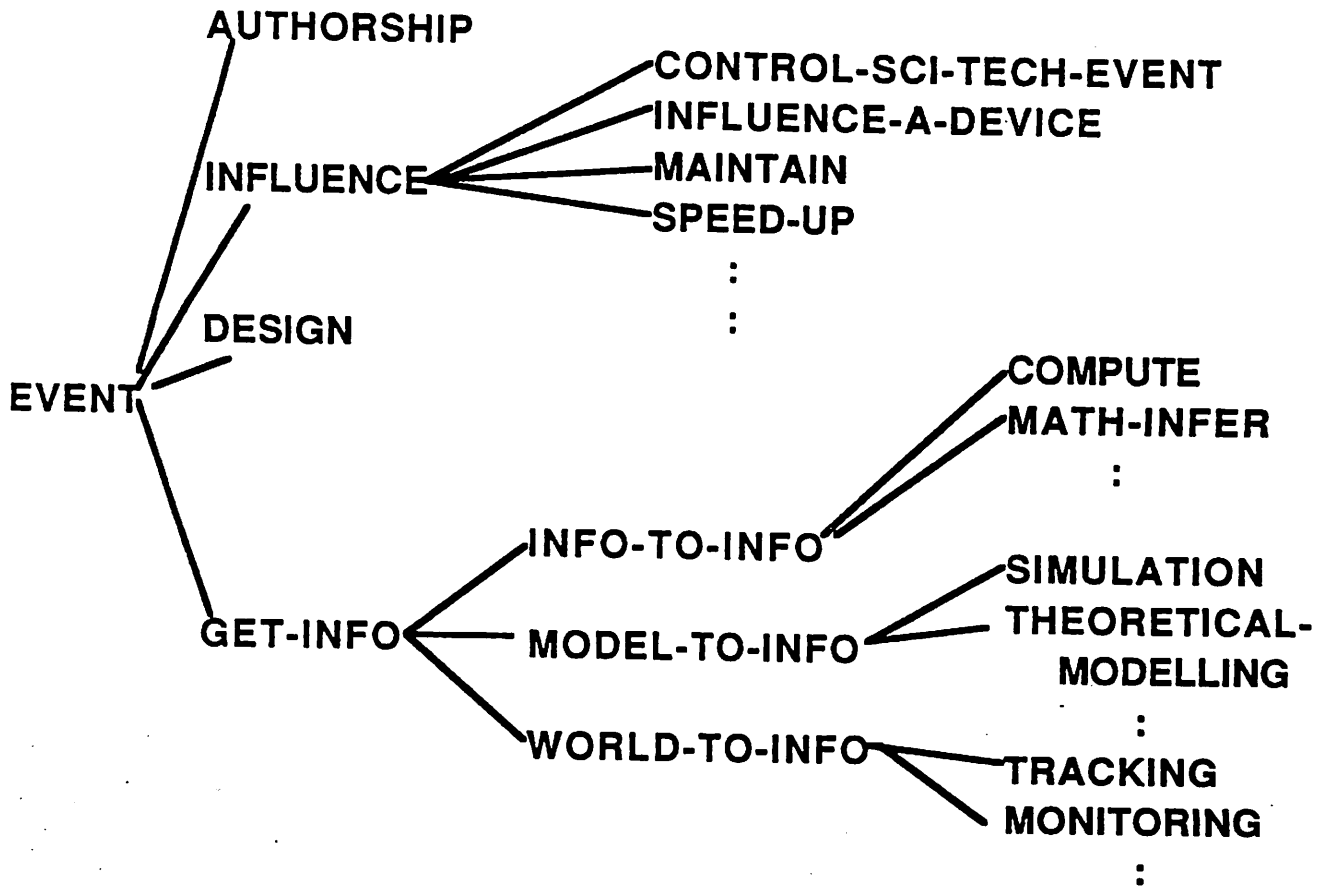 AUTHORSHIP
CONTROL-SCI-TECH-EVENT
INFLUENCE-A-DEVICE
INFLUENCE
MAINTAIN
SPEED-UP
:
:
DESIGN
EVENT
COMPUTE
MATH-INFER
:
INFO-TO-INFO
SIMULATION
THEORETICAL-
MODELLING
GET-INFO
MODEL-TO-INFO
:
WORLD-TO-INFO
TRACKING
MONITORING
: